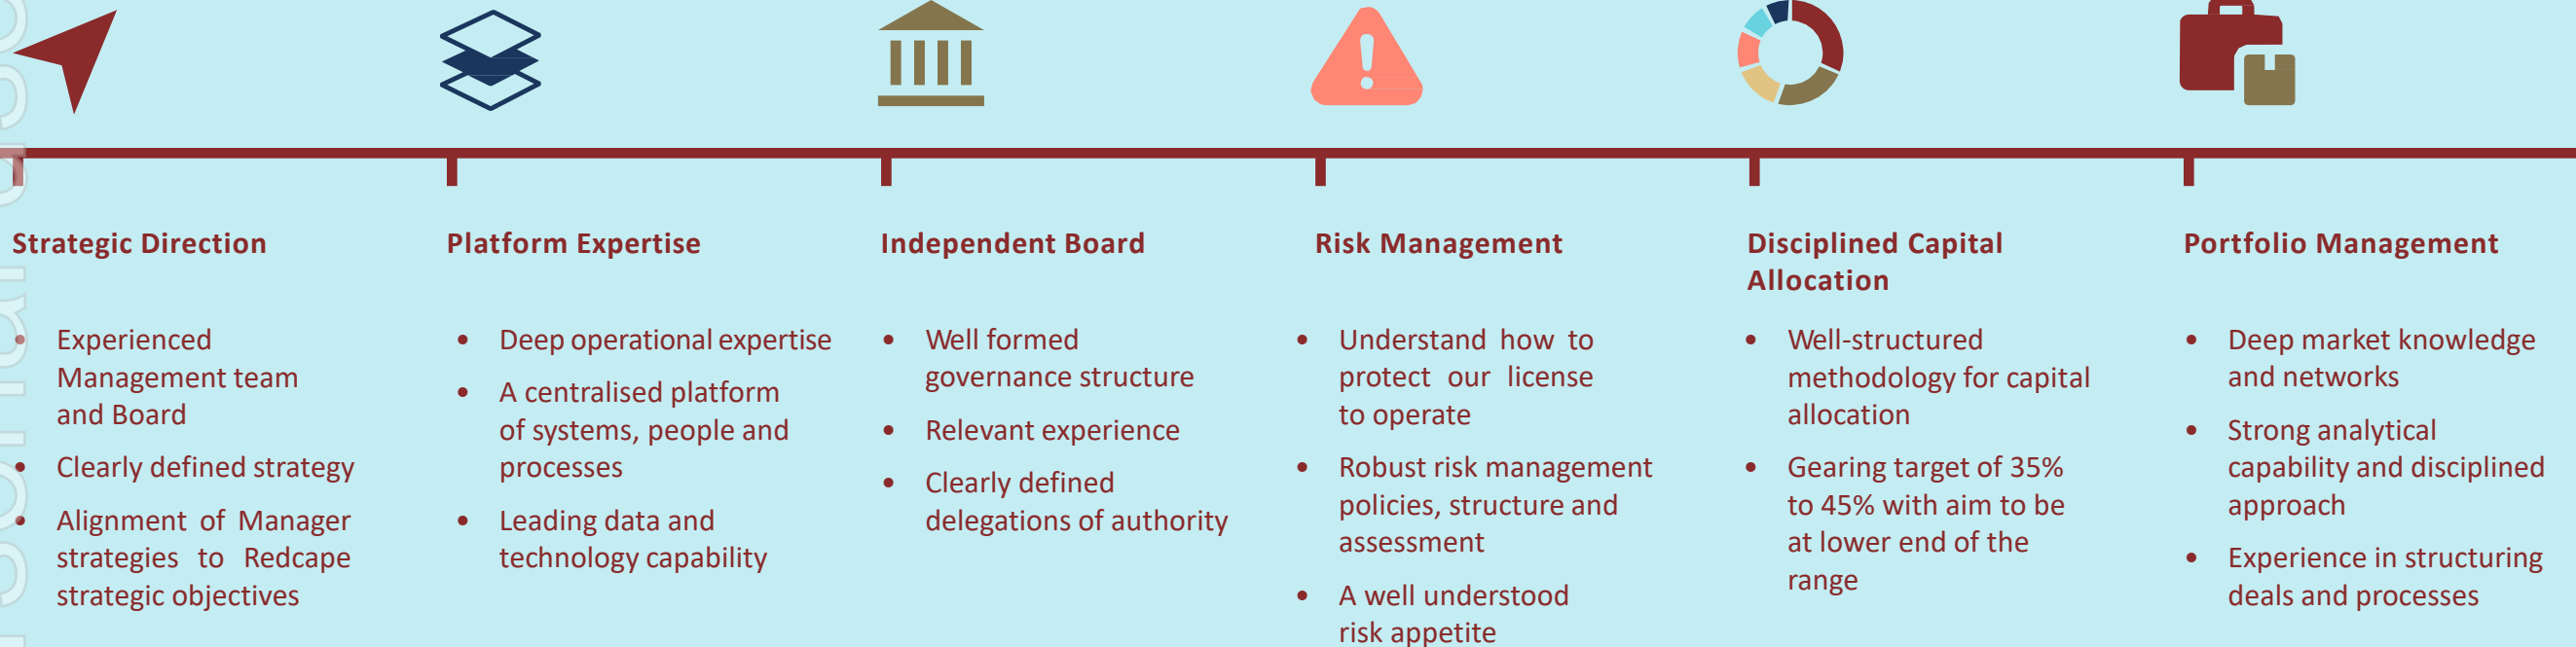 Strategic Direction
Experienced
Management team
and Board
Clearly defined strategy
Alignment of Manager
strategies to Redcape
strategic objectives
Platform Expertise
Deep operational expertise
A centralised platform
of systems, people and
processes
Leading data and
technology capability
Independent Board
Well formed
governance structure
Relevant experience
Clearly defined
delegations of authority
Risk Management
Understand how to
protect our license
to operate
Robust risk management
policies, structure and
assessment
A well understood
risk appetite
Disciplined Capital
Allocation
Well-structured
methodology for capital
allocation
Gearing target of 35%
to 45% with aim to be
at lower end of the
range
Portfolio Management
Deep market knowledge
and networks
Strong analytical
capability and disciplined
approach
Experience in structuring
deals and processes